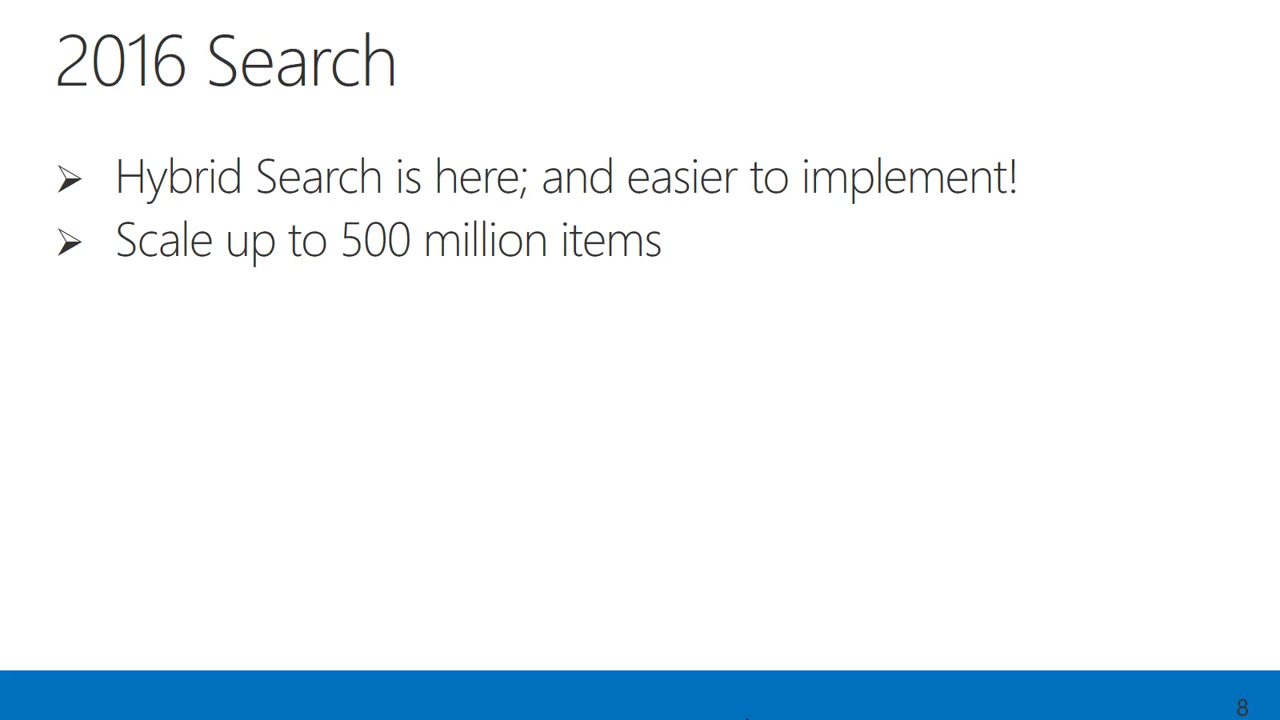 2016 Search
➢ Hybrid Search is here; and easier to implement!
➢ Scale up to 500 million items
8